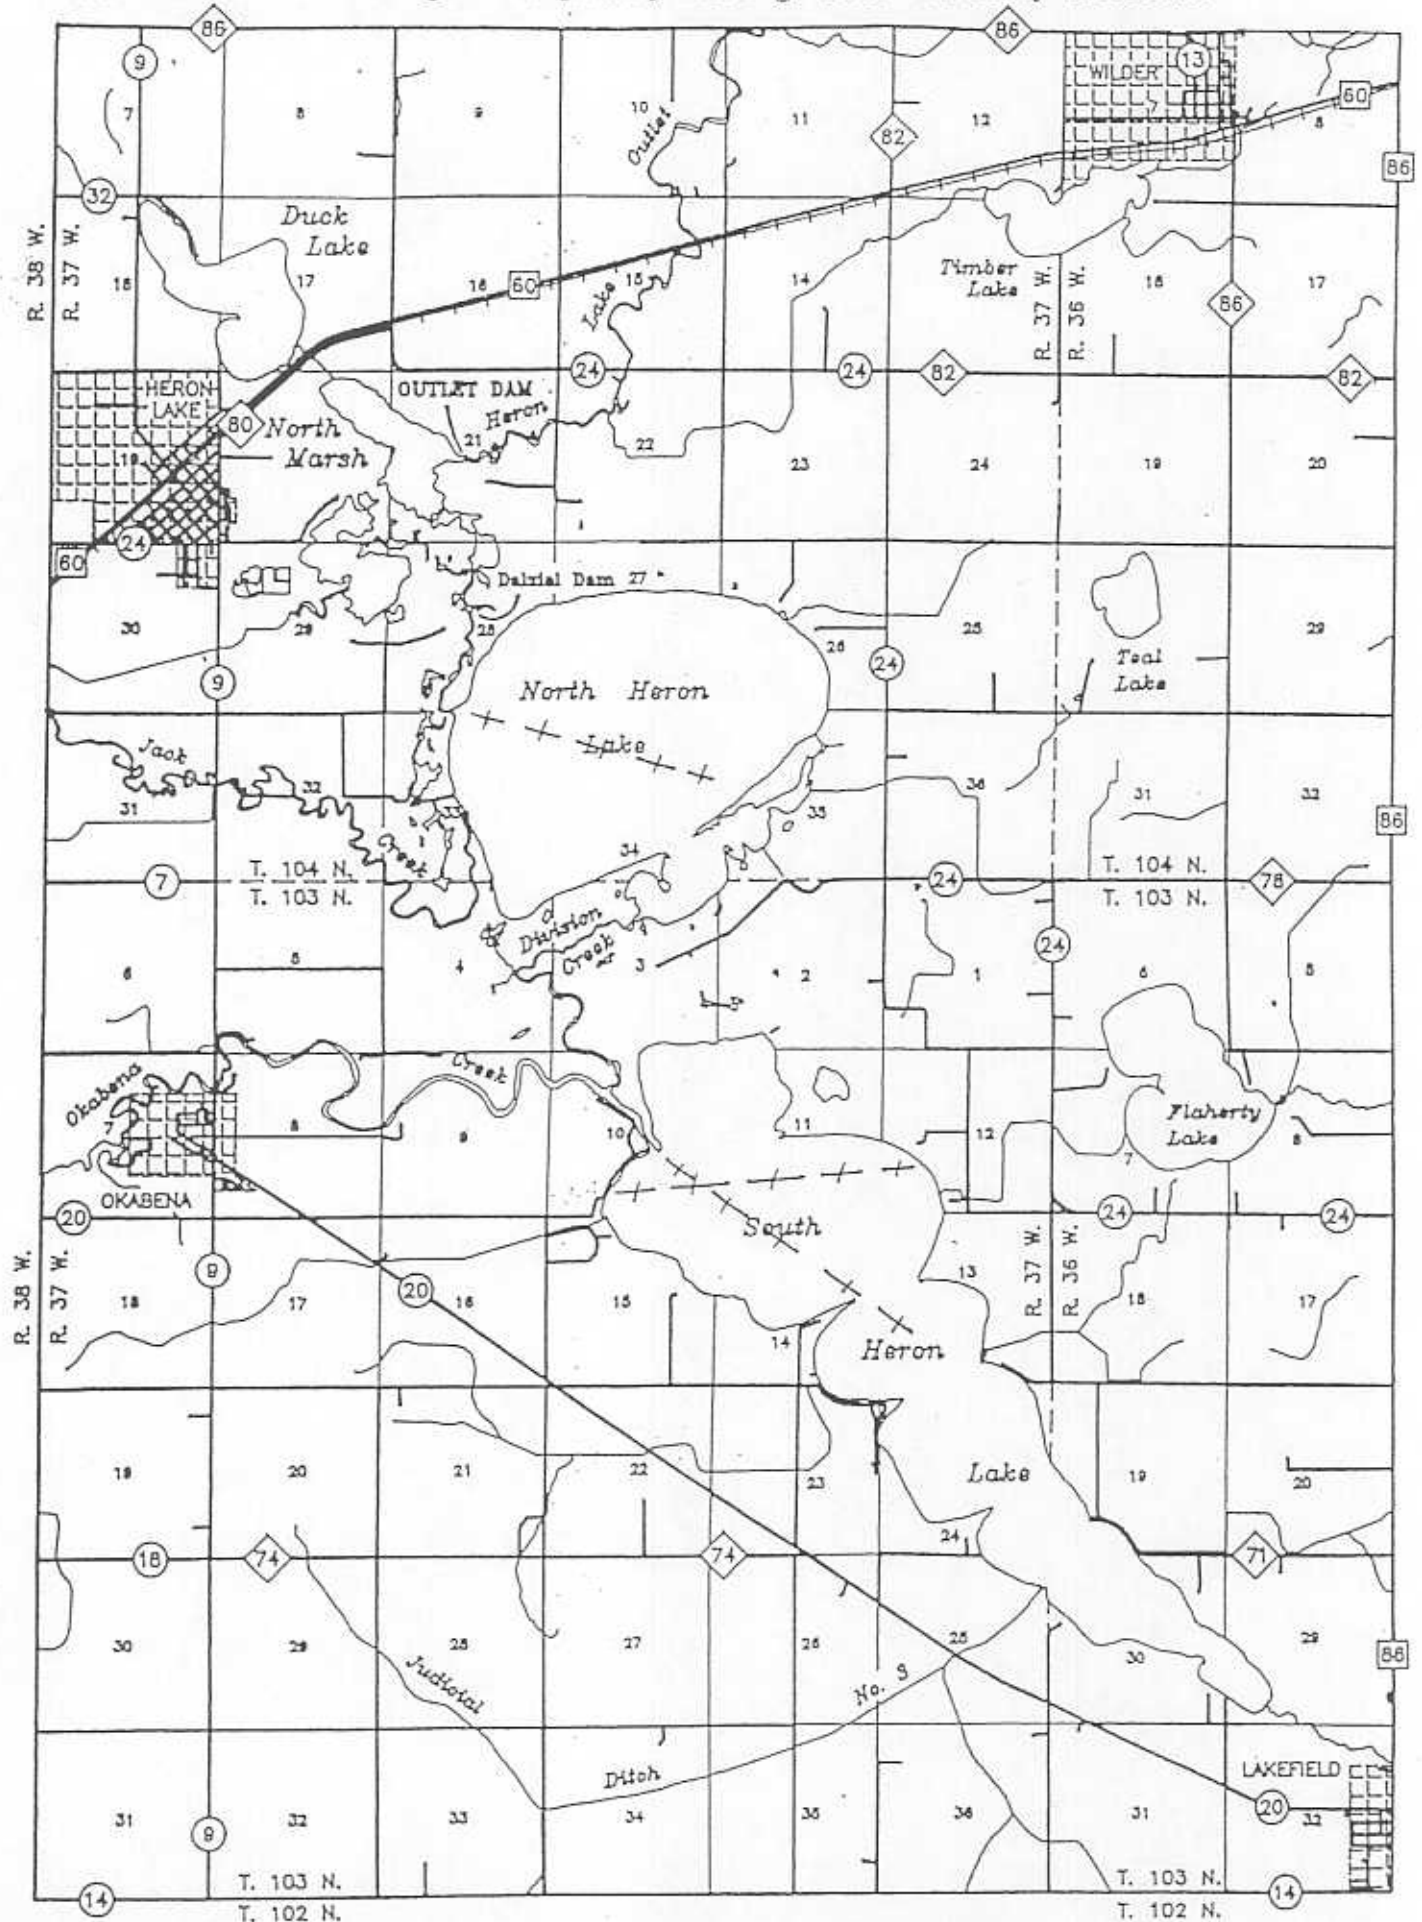 86
86
9
13
WILDER
60
7
8
9
10
11
12
8
Outlet
82
86
32
R. 38 W.
R. 37 W.
Duck
Lake
18
17
16
60
15
Lake
14
Timber
Lake
R. 37 W.
R. 36 W.
18
86
17
24
24
82
82
HERON
LAKE
80
OUTLET DAM
Heron
North
Marsh
19
21
22
23
24
19
20
24
60
Dalziel Dam
27
30
29
28
26
25
29
24
Teal
Lake
9
North Heron
Lake
Jack
31
32
33
34
35
36
31
32
86
Creek
7
T. 104 N.
T. 103 N.
24
T. 104 N.
T. 103 N.
78
Division
Creek
24
6
5
4
3
2
1
6
5
Okabena
Creek
7
8
9
10
11
12
7
8
Flaherty
Lake
OKABENA
20
24
24
South
R. 38 W.
R. 37 W.
9
R. 37 W.
R. 36 W.
18
17
20
16
15
14
13
18
17
Heron
19
20
21
22
23
Lake
19
20
24
18
74
74
71
30
29
28
27
26
25
30
29
86
Judicial
No. 3
Ditch
LAKEFIELD
20
31
9
32
33
34
35
36
31
32
14
T. 103 N.
T. 102 N.
T. 103 N.
T. 102 N.
14